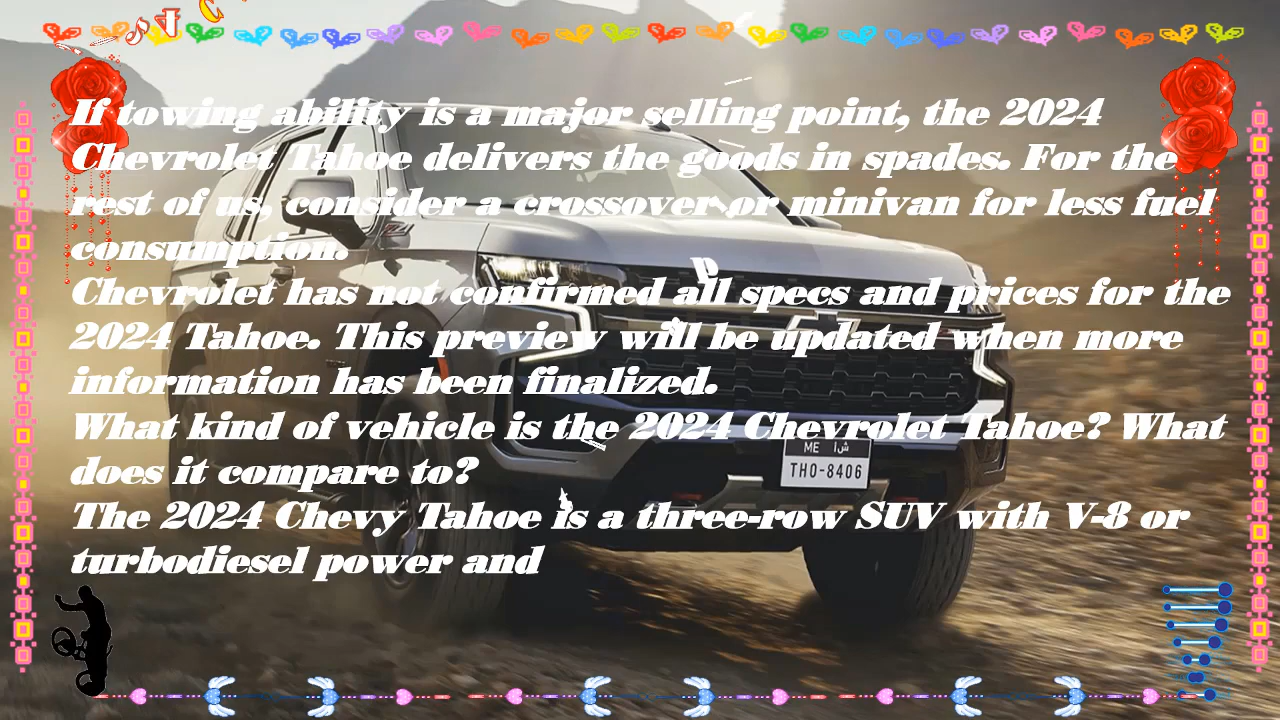 If towing ability is a major selling point, the 2024
Chevrolet Tahoe delivers the goods in spades. For the
rest of us, consider a crossover or minivan for less fuel
consumption.
Chevrolet has not confirmed all specs and prices for the
2024 Tahoe. This preview will be updated when more
information has been finalized.
What kind of vehicle is the 2024 Chevrolet Tahoe? What
does it compare to?
ME ش ا
THO-8406
The 2024 Chevy Tahoe is a three-row SUV with V-8 or
turbodiesel power and